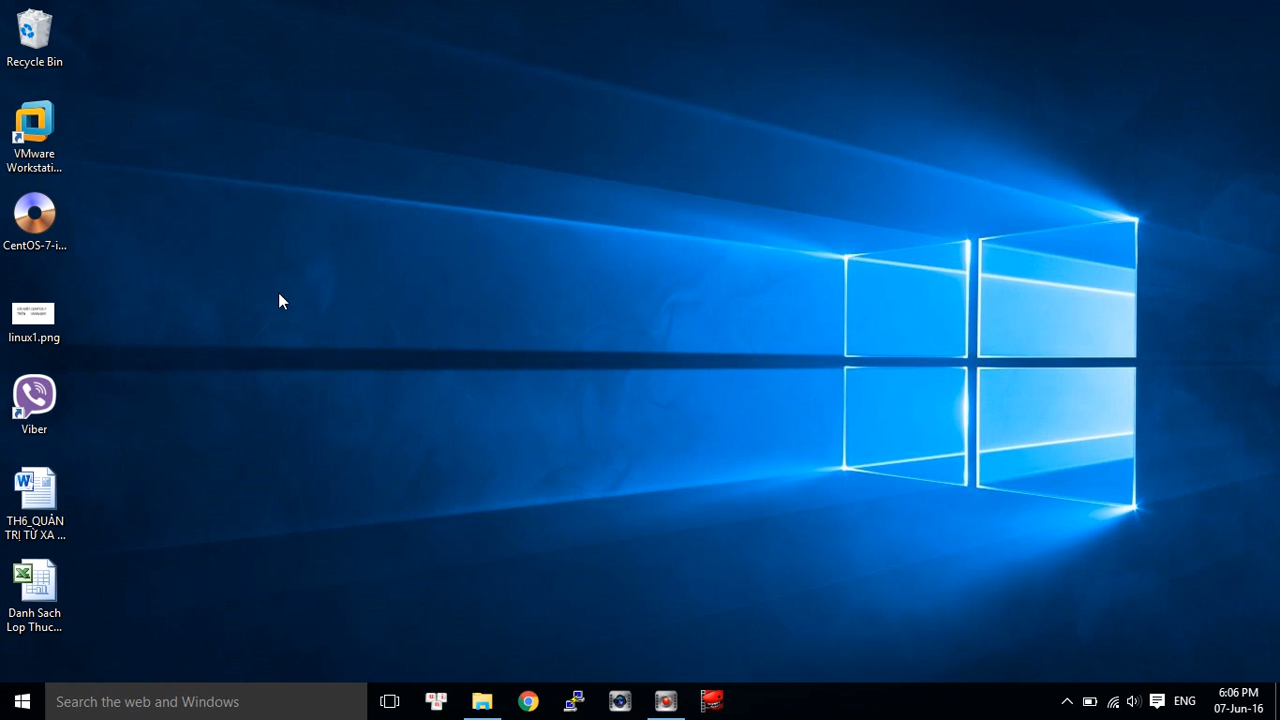 Recycle Bin
VMware
Workstati...
CentOS-7-i...
linux1.png
Viber
TH6_QUẢN
TRỊ TỪ XA ...
Danh Sach
Lop Thuc...
Search the web and Windows
ENG
6:06 PM
07-Jun-16